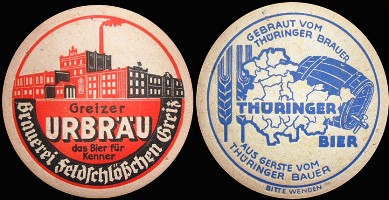 Greizer
URBRÄU
das Bier für
Kenner
Brauerei Feldschlößchen Greiz
GEBRAUT VOM
THÜRINGER BRAUER
THÜRINGER
BIER
AUS GERSTE VOM
THÜRINGER BAUER
BITTE WENDEN